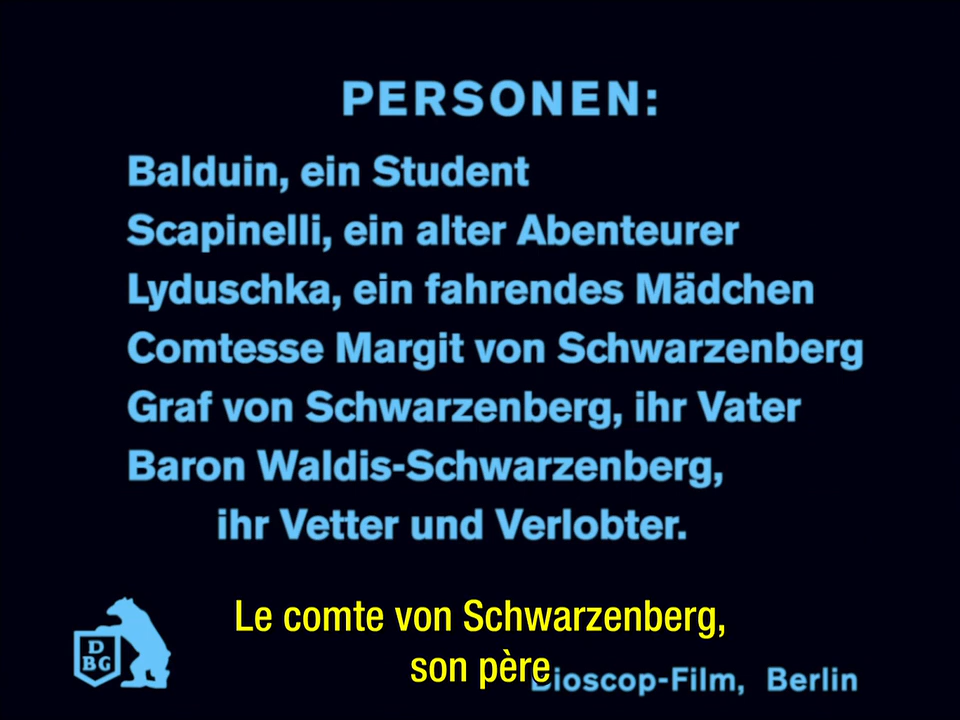 PERSONEN:
Balduin, ein Student
Scapinelli, ein alter Abenteurer
Lyduschka, ein fahrendes Mädchen
Comtesse Margit von Schwarzenberg
Graf von Schwarzenberg, ihr Vater
Baron Waldis-Schwarzenberg,
ihr Vetter und Verlobter.
Le comte von Schwarzenberg,
son père
D
BG
Bioscop-Film, Berlin